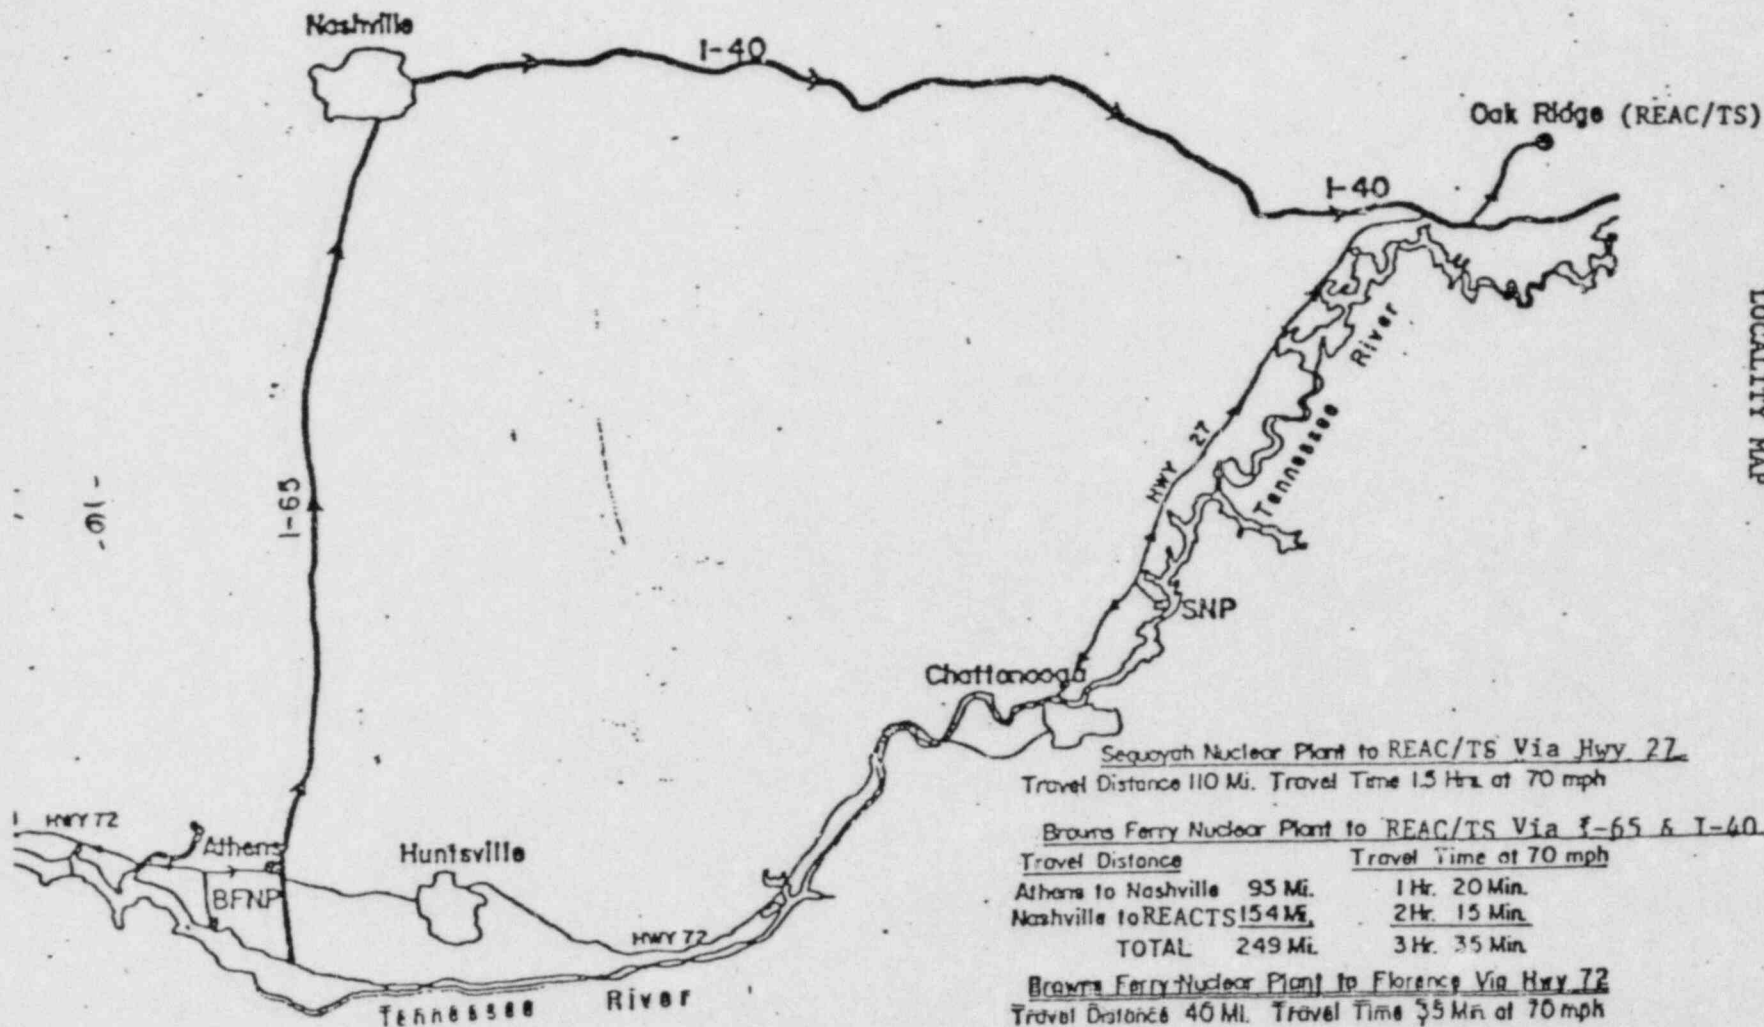 Nashville
I-40
Oak Ridge (REAC/TS)
I-40
LOCALITY MAP
River
Tennessee
HWY 27
I-65
-16-
SNP
Chattanooga
HWY 72
Athens
Huntsville
BFNP
HWY 72
Tennessee River
Sequoyah Nuclear Plant to REAC/TS Via Hwy 27
Travel Distance 110 Mi. Travel Time 1.5 Hrs. at 70 mph
Browns Ferry Nuclear Plant to REAC/TS Via I-65 & I-40
Travel Distance Travel Time at 70 mph
Athens to Nashville 95 Mi. 1 Hr. 20 Min.
Nashville to REACTS 154 Mi. 2 Hr. 15 Min.
TOTAL 249 Mi. 3 Hr. 35 Min.
Browns Ferry Nuclear Plant to Florence Via Hwy 72
Travel Distance 40 Mi. Travel Time 35 Min at 70 mph